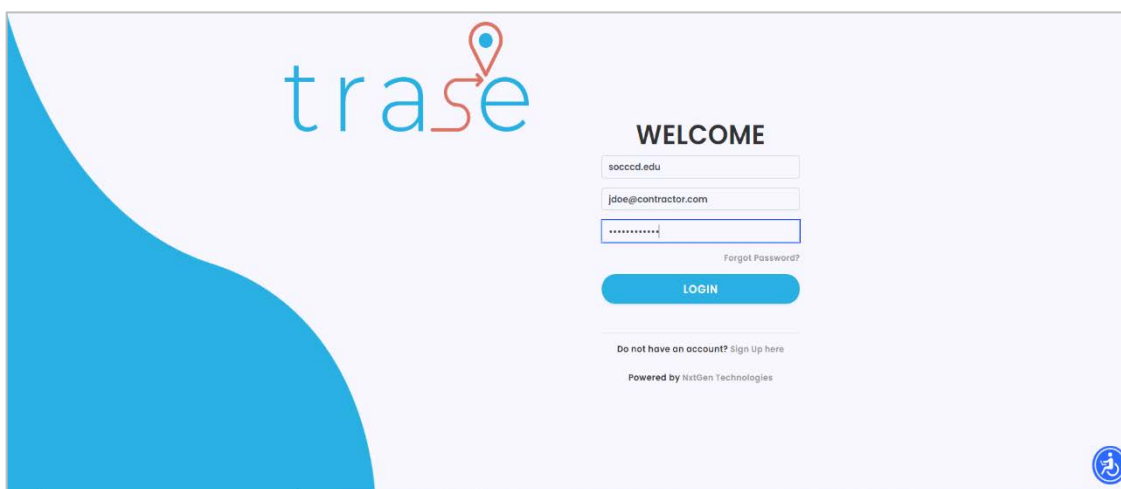 trase
WELCOME
socccd.edu
jdoe@contractor.com
••••••••••••
Forgot Password?
LOGIN
Do not have an account? Sign Up here
Powered by NxtGen Technologies